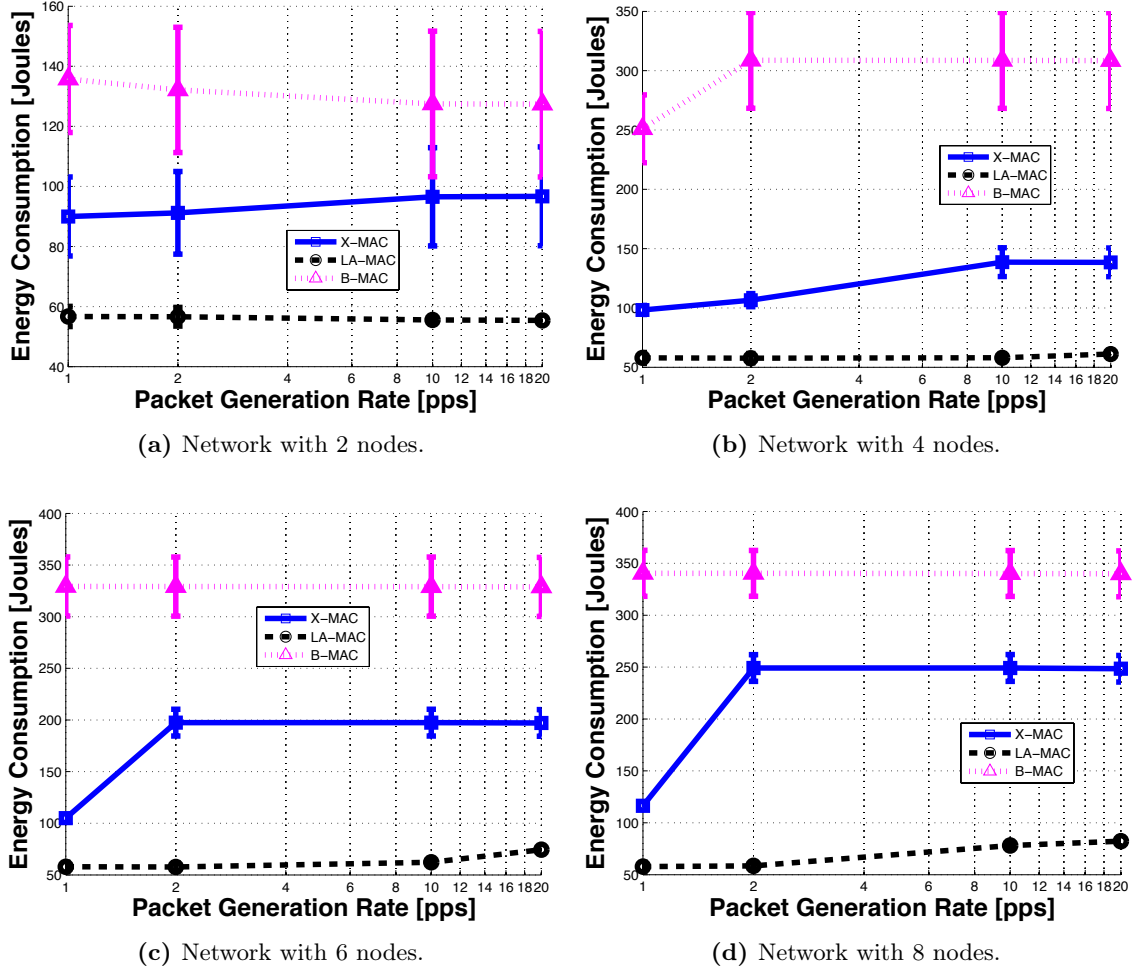 160
140
120
100
80
60
40
Energy Consumption [Joules]
X-MAC
LA-MAC
B-MAC
1 2 4 6 8 10 12 14 16 18 20
Packet Generation Rate [pps]
(a) Network with 2 nodes.
350
300
250
200
150
100
50
Energy Consumption [Joules]
X-MAC
LA-MAC
B-MAC
1 2 4 6 8 10 12 14 16 18 20
Packet Generation Rate [pps]
(b) Network with 4 nodes.
400
350
300
250
200
150
100
50
Energy Consumption [Joules]
X-MAC
LA-MAC
B-MAC
1 2 4 6 8 10 12 14 16 18 20
Packet Generation Rate [pps]
(c) Network with 6 nodes.
400
350
300
250
200
150
100
50
Energy Consumption [Joules]
X-MAC
LA-MAC
B-MAC
1 2 4 6 8 10 12 14 16 18 20
Packet Generation Rate [pps]
(d) Network with 8 nodes.